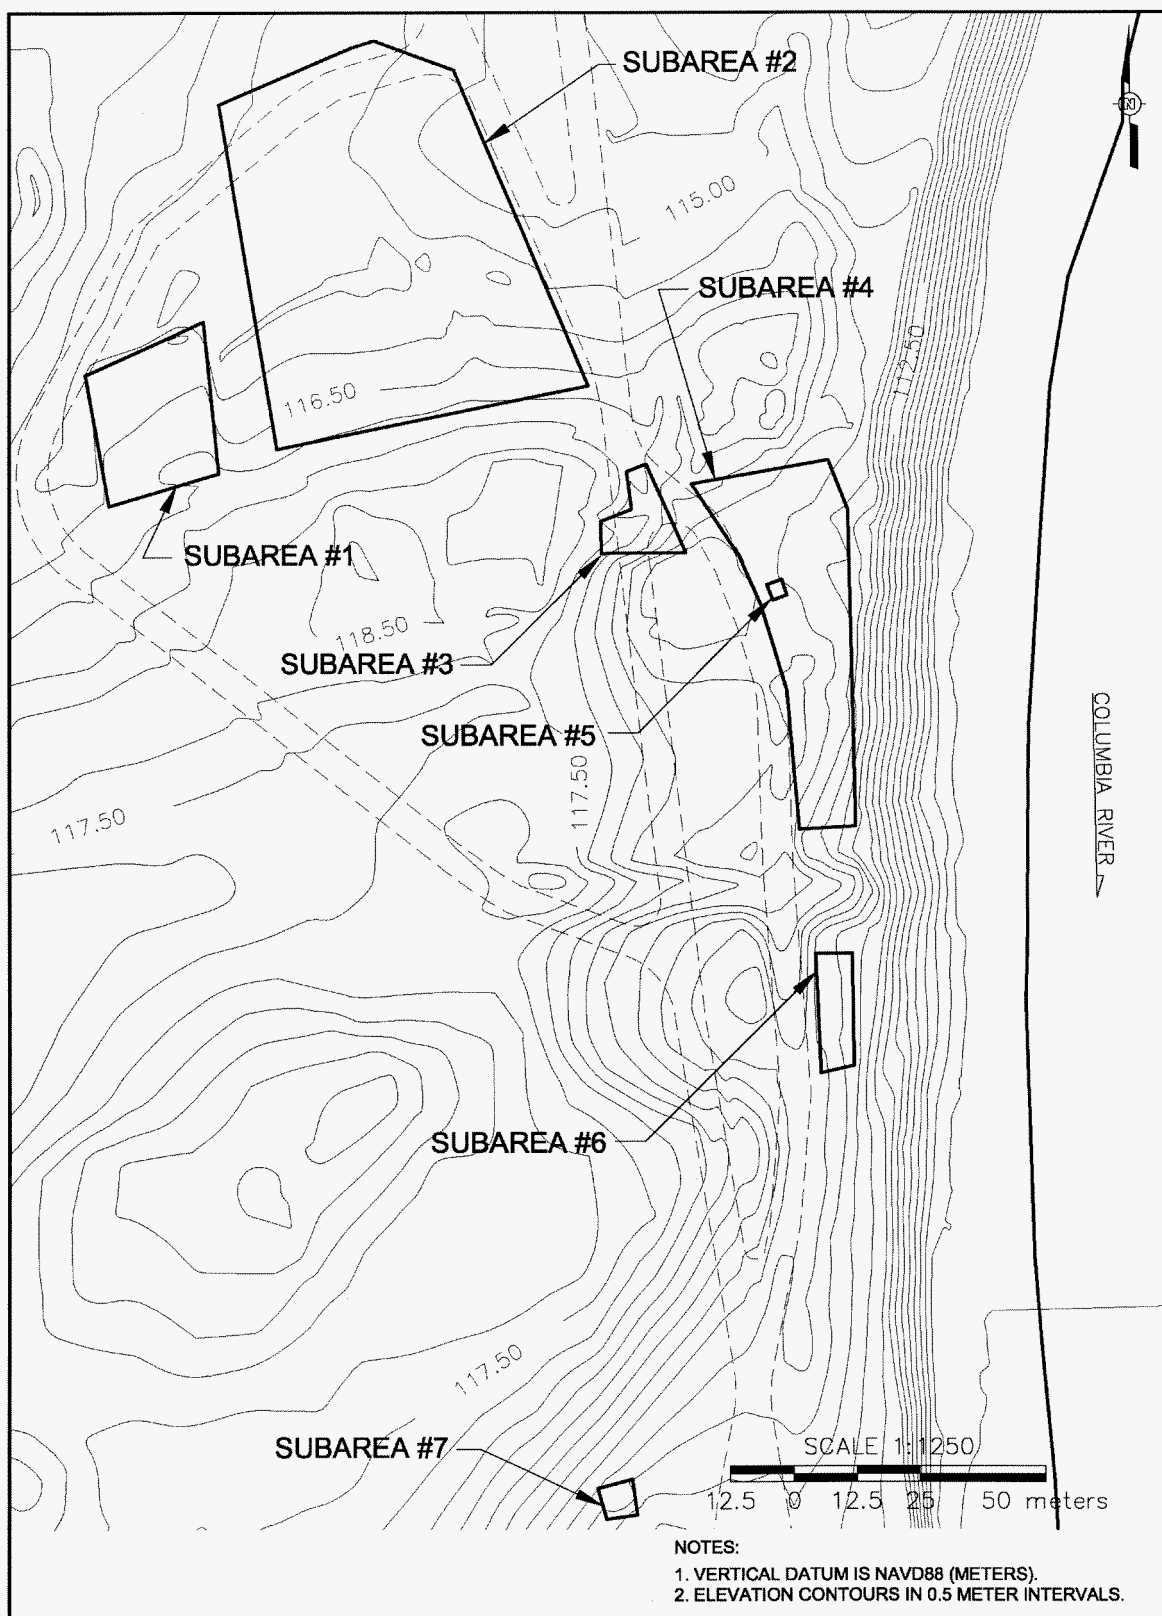 SUBAREA #2
N
115.00
SUBAREA #4
112.50
116.50
SUBAREA #1
118.50
SUBAREA #3
COLUMBIA RIVER
SUBAREA #5
117.50
117.50
SUBAREA #6
117.50
SUBAREA #7
SCALE 1:1250
12.5 0 12.5 25 50 meters
NOTES:
1. VERTICAL DATUM IS NAVD88 (METERS).
2. ELEVATION CONTOURS IN 0.5 METER INTERVALS.